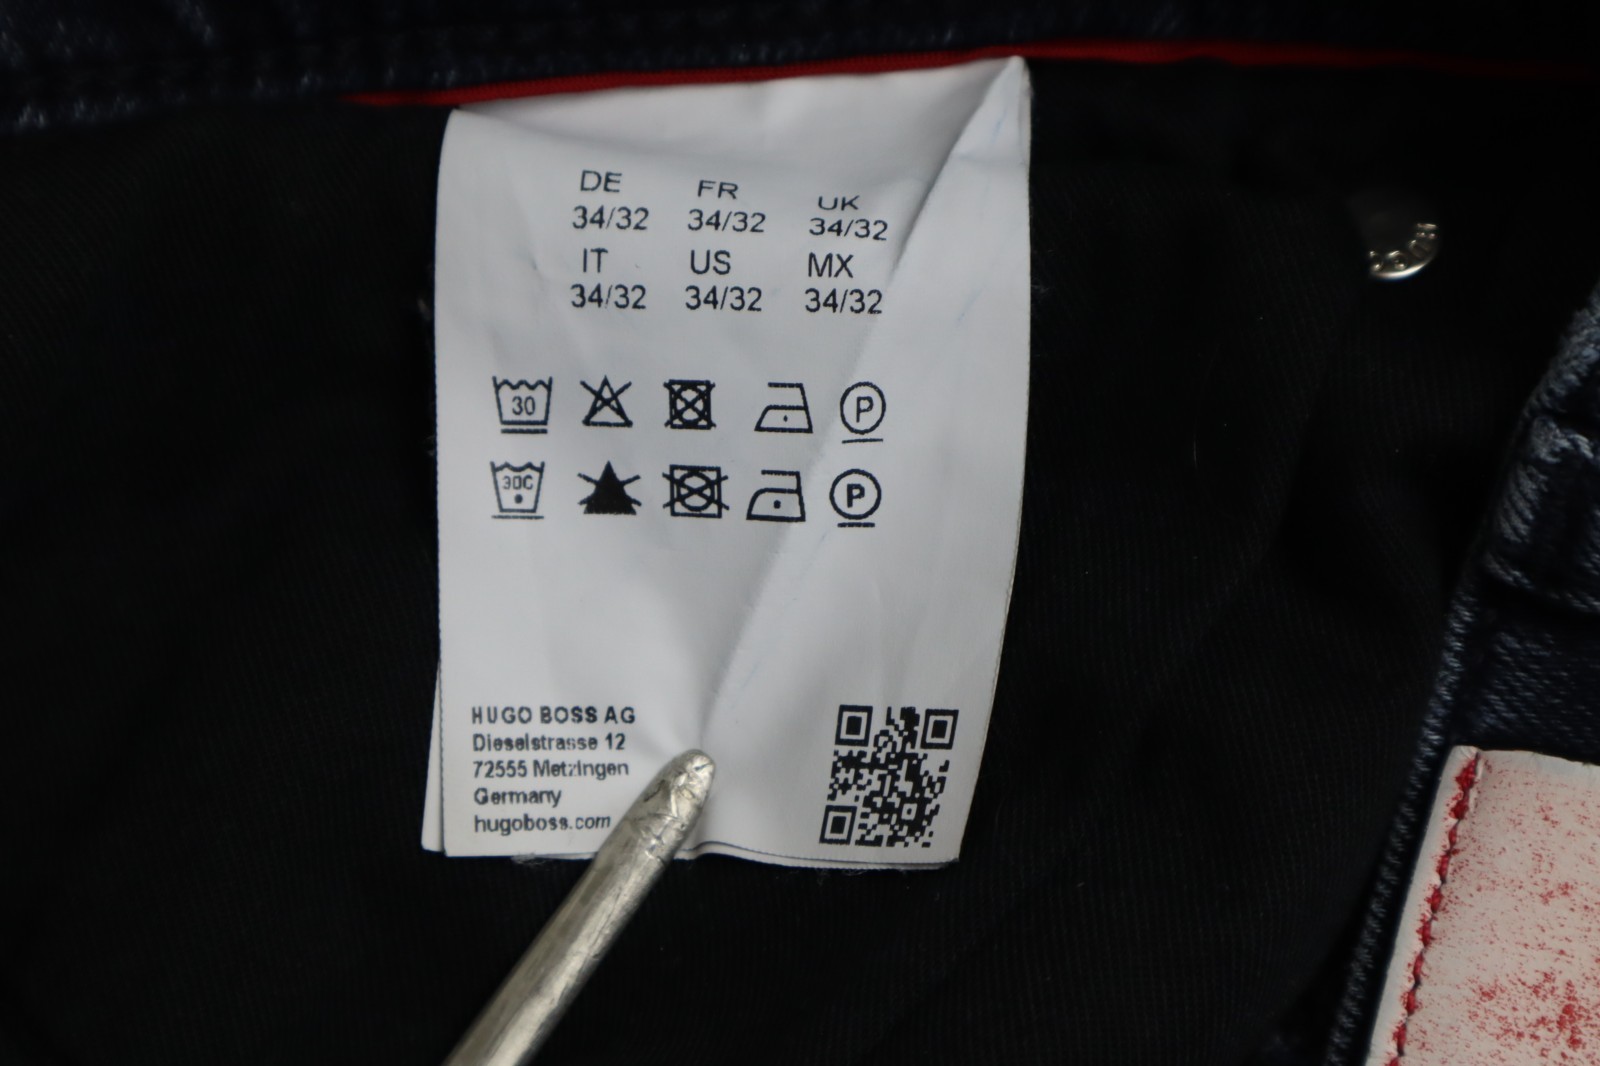 DE FR UK
34/32 34/32 34/32
IT US MX
34/32 34/32 34/32
30 P
30C P
HUGO BOSS AG
Dieselstrasse 12
72555 Metzingen
Germany
hugoboss.com